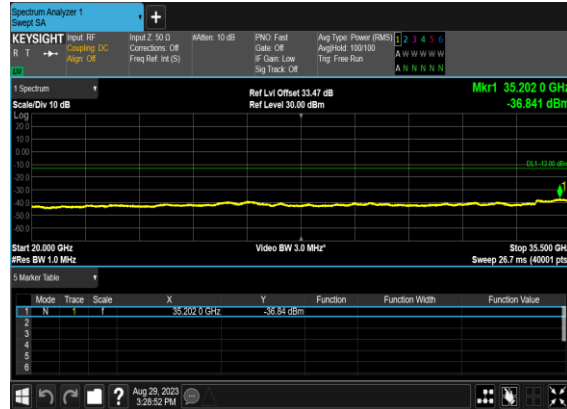 Spectrum Analyzer 1
Swept SA
+
KEYSIGHT Input: RF Input Z: 50 Ω #Atten: 10 dB PNO: Fast Avg Type: Power (RMS) 1 2 3 4 5 6
R T Coupling: DC Corrections: Off Gate: Off Avg|Hold: 100/100 A W W W W W
Align: Off Freq Ref: Int (S) IF Gain: Low Trig: Free Run
Sig Track: Off A N N N N N
1 Spectrum Ref Lvl Offset 33.47 dB Mkr1 35.202 0 GHz
Scale/Div 10 dB Ref Level 30.00 dBm -36.841 dBm
Log
20.0
10.0
0.00
-10.0
DL1 -13.00 dBm
-20.0
1
-30.0
-40.0
-50.0
-60.0
Start 20.000 GHz Video BW 3.0 MHz* Stop 35.500 GHz
#Res BW 1.0 MHz Sweep 26.7 ms (40001 pts)
5 Marker Table
Mode Trace Scale X Y Function Function Width Function Value
1 N 1 f 35.202 0 GHz -36.84 dBm
2
3
4
5
6
? Aug 29, 2023
3:28:52 PM